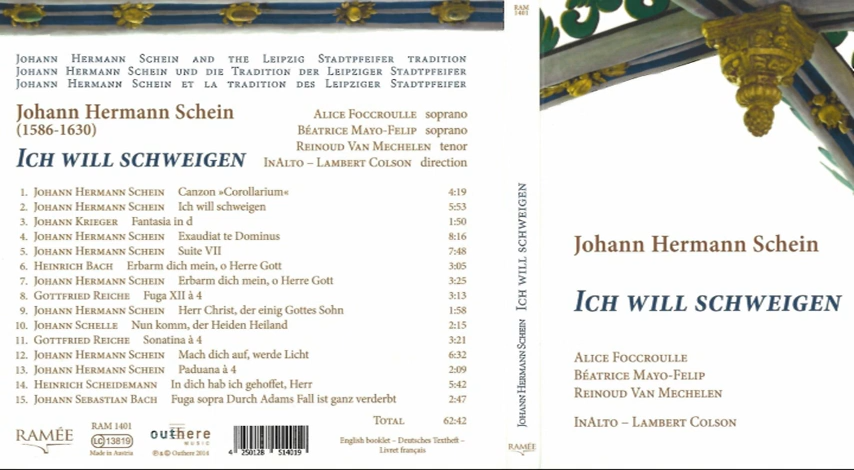 JOHANN HERMANN SCHEIN AND THE LEIPZIG STADTPFEIFER TRADITION
JOHANN HERMANN SCHEIN UND DIE TRADITION DER LEIPZIGER STADTPFEIFER
JOHANN HERMANN SCHEIN ET LA TRADITION DES LEIPZIGER STADTPFEIFER
Johann Hermann Schein
(1586-1630)
ICH WILL SCHWEIGEN
ALICE FOCCROULLE soprano
BÉATRICE MAYO-FELIP soprano
REINOUD VAN MECHELEN tenor
INALTO – LAMBERT COLSON direction
1. JOHANN HERMANN SCHEIN Canzon »Corollarium« 4:19
2. JOHANN HERMANN SCHEIN Ich will schweigen 5:53
3. JOHANN KRIEGER Fantasia in d 1:50
4. JOHANN HERMANN SCHEIN Exaudiat te Dominus 8:16
5. JOHANN HERMANN SCHEIN Suite VII 7:48
6. HEINRICH BACH Erbarm dich mein, o Herre Gott 3:05
7. JOHANN HERMANN SCHEIN Erbarm dich mein, o Herre Gott 3:25
8. GOTTFRIED REICHE Fuga XII à 4 3:13
9. JOHANN HERMANN SCHEIN Herr Christ, der einig Gottes Sohn 1:58
10. JOHANN SCHELLE Nun komm, der Heiden Heiland 2:15
11. GOTTFRIED REICHE Sonatina à 4 3:21
12. JOHANN HERMANN SCHEIN Mach dich auf, werde Licht 6:32
13. JOHANN HERMANN SCHEIN Paduana à 4 2:09
14. HEINRICH SCHEIDEMANN In dich hab ich gehoffet, Herr 5:42
15. JOHANN SEBASTIAN BACH Fuga sopra Durch Adams Fall ist ganz verderbt 2:47
TOTAL 62:42
RAMÉE
RAM 1401
LC 13819
Made in Austria
outhere
MUSIC
℗ & © Outhere 2014
4 250128 514019
English booklet – Deutsches Textheft –
Livret français
RAM
1401
JOHANN HERMANN SCHEIN ICH WILL SCHWEIGEN
RAMÉE
Johann Hermann Schein
ICH WILL SCHWEIGEN
ALICE FOCCROULLE
BÉATRICE MAYO-FELIP
REINOUD VAN MECHELEN
INALTO – LAMBERT COLSON